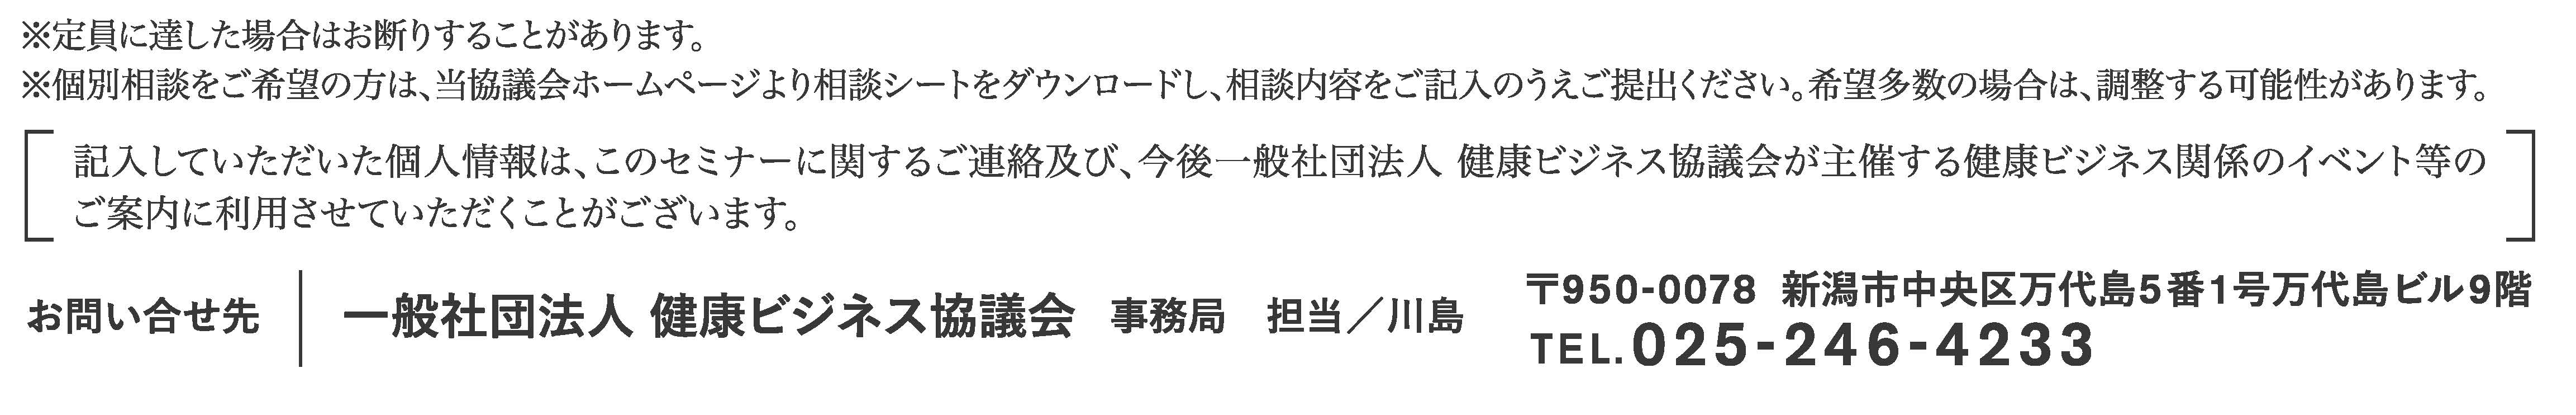 ※定員に達した場合はお断りすることがあります。
※個別相談をご希望の方は、当協議会ホームページより相談シートをダウンロードし、相談内容をご記入のうえご提出ください。希望多数の場合は、調整する可能性があります。
記入していただいた個人情報は、このセミナーに関するご連絡及び、今後一般社団法人 健康ビジネス協議会が主催する健康ビジネス関係のイベント等の
ご案内に利用させていただくことがございます。
お問い合せ先
一般社団法人 健康ビジネス協議会 事務局 担当／川島
〒950-0078 新潟市中央区万代島5番1号万代島ビル9階
TEL.025-246-4233